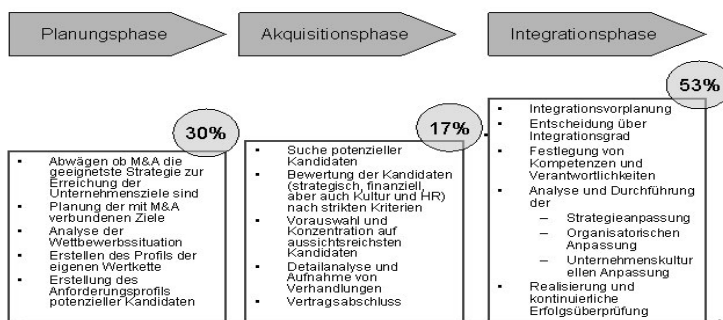 Planungsphase
Akquisitionsphase
Integrationsphase
30%
Abwägen ob M&A die
geeignetste Strategie zur
Erreichung der
Unternehmensziele sind
Planung der mit M&A
verbundenen Ziele
Analyse der
Wettbewerbssituation
Erstellen des Profils der
eigenen Wertkette
Erstellung des
Anforderungsprofils
potenzieller Kandidaten
17%
Suche potenzieller
Kandidaten
Bewertung der Kandidaten
(strategisch, finanziell
aber auch Kultur und HR)
nach strikten Kriterien
Vorauswahl und
Konzentration auf
aussichtsreichsten
Kandidaten
Detailanalyse und
Aufnahme von
Verhandlungen
Vertragsabschluss
53%
Integrationsvorplanung
Entscheidung über
Integrationsgrad
Festlegung von
Kompetenzen und
Verantwortlichkeiten
Analyse und Durchführung
der
– Strategieanpassung
– Organisatorischen
Anpassung
– Unternehmenskultur
ellen Anpassung
Realisierung und
kontinuierliche
Erfolgsüberprüfung